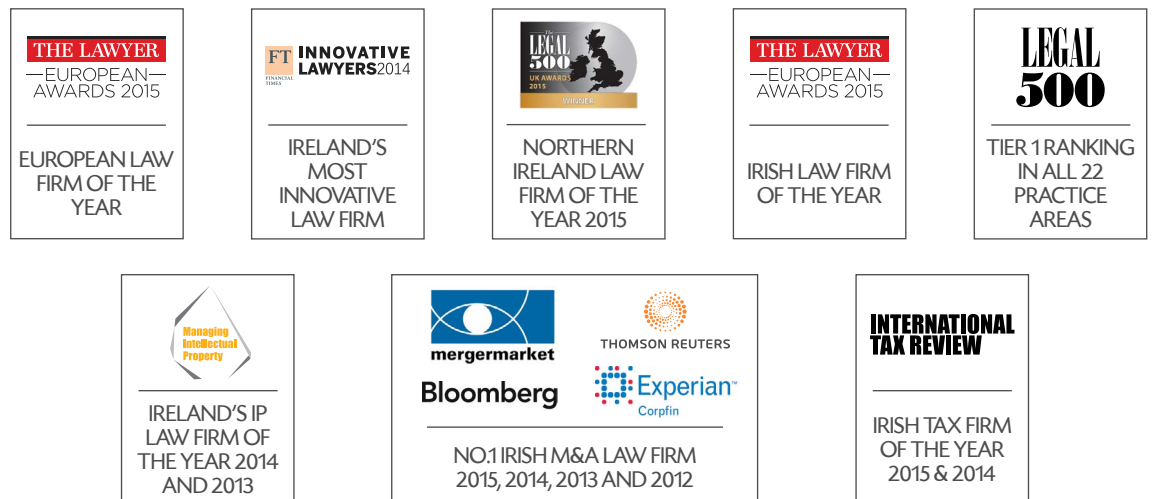 THE LAWYER
EUROPEAN
AWARDS 2015
EUROPEAN LAW
FIRM OF THE
YEAR
FT
FINANCIAL
TIMES
INNOVATIVE
LAWYERS2014
IRELAND'S
MOST
INNOVATIVE
LAW FIRM
The
LEGAL
500
UK AWARDS
2015
WINNER
NORTHERN
IRELAND LAW
FIRM OF THE
YEAR 2015
THE LAWYER
EUROPEAN
AWARDS 2015
IRISH LAW FIRM
OF THE YEAR
LEGAL
500
TIER 1 RANKING
IN ALL 22
PRACTICE
AREAS
Managing
Intellectual
Property
IRELAND'S IP
LAW FIRM OF
THE YEAR 2014
AND 2013
mergermarket
THOMSON REUTERS
Bloomberg
Experian™
Corpfin
NO.1 IRISH M&A LAW FIRM
2015, 2014, 2013 AND 2012
INTERNATIONAL
TAX REVIEW
IRISH TAX FIRM
OF THE YEAR
2015 & 2014